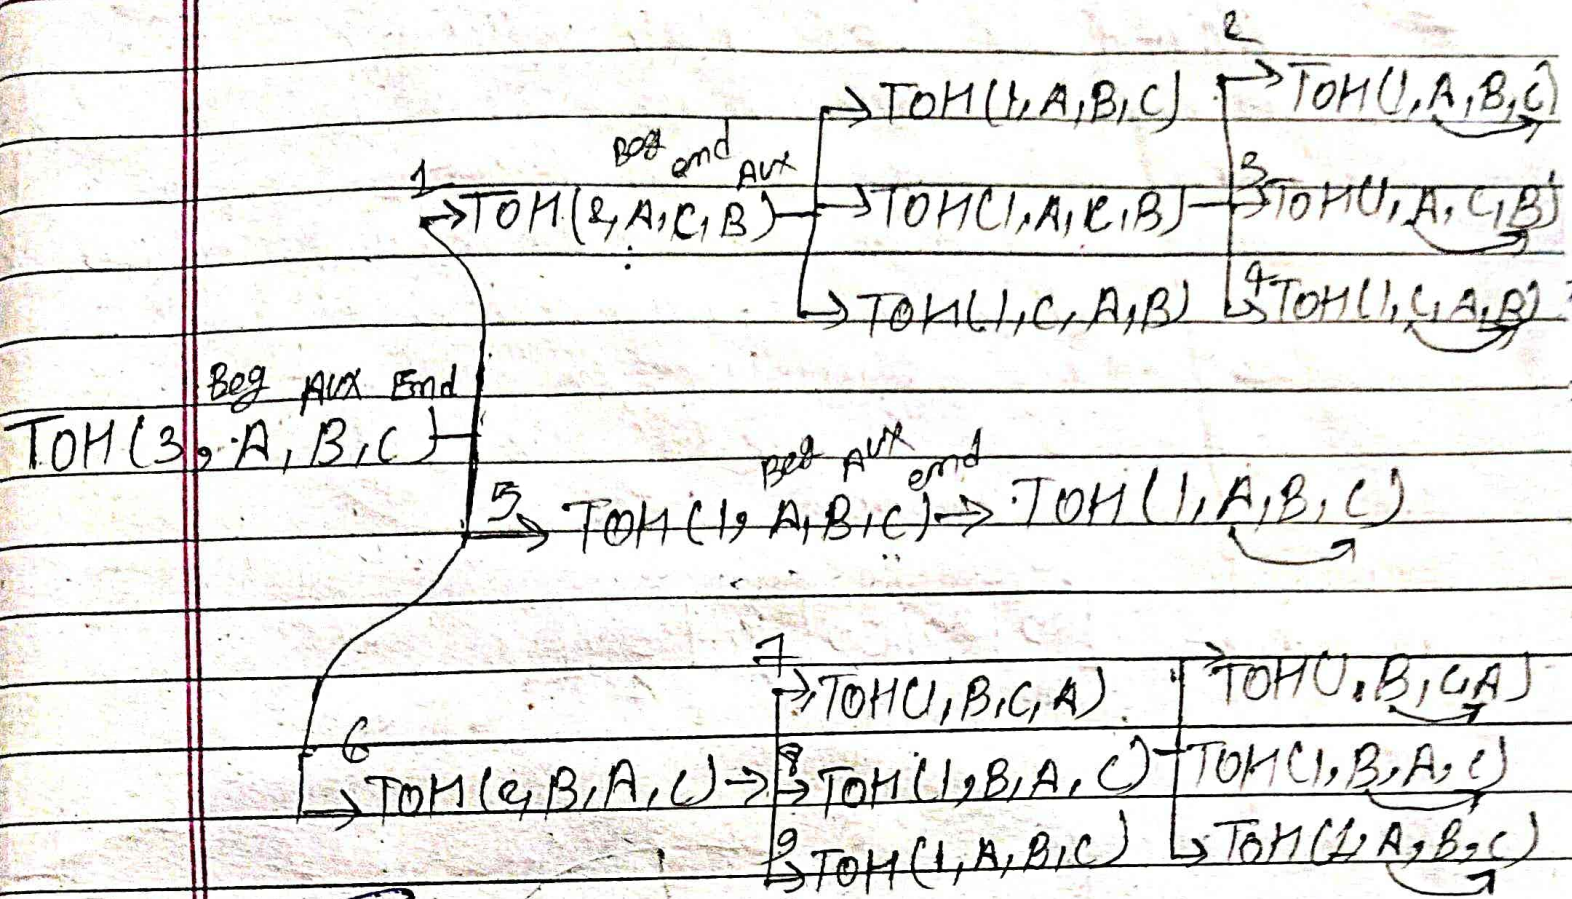 2
TOH(1,A,B,C) TOH(1,A,B,C)
Beg end Aux
1 TOH(2,A,C,B) TOH(1,A,C,B) 3 TOH(1,A,C,B)
TOH(1,C,A,B) 4 TOH(1,C,A,B)
Beg Aux End
TOH(3,A,B,C)
Beg Aux end
5 TOH(1,A,B,C) TOH(1,A,B,C)
7 TOH(1,B,C,A) TOH(1,B,C,A)
6 TOH(2,B,A,C) 8 TOH(1,B,A,C) TOH(1,B,A,C)
9 TOH(1,A,B,C) TOH(1,A,B,C)